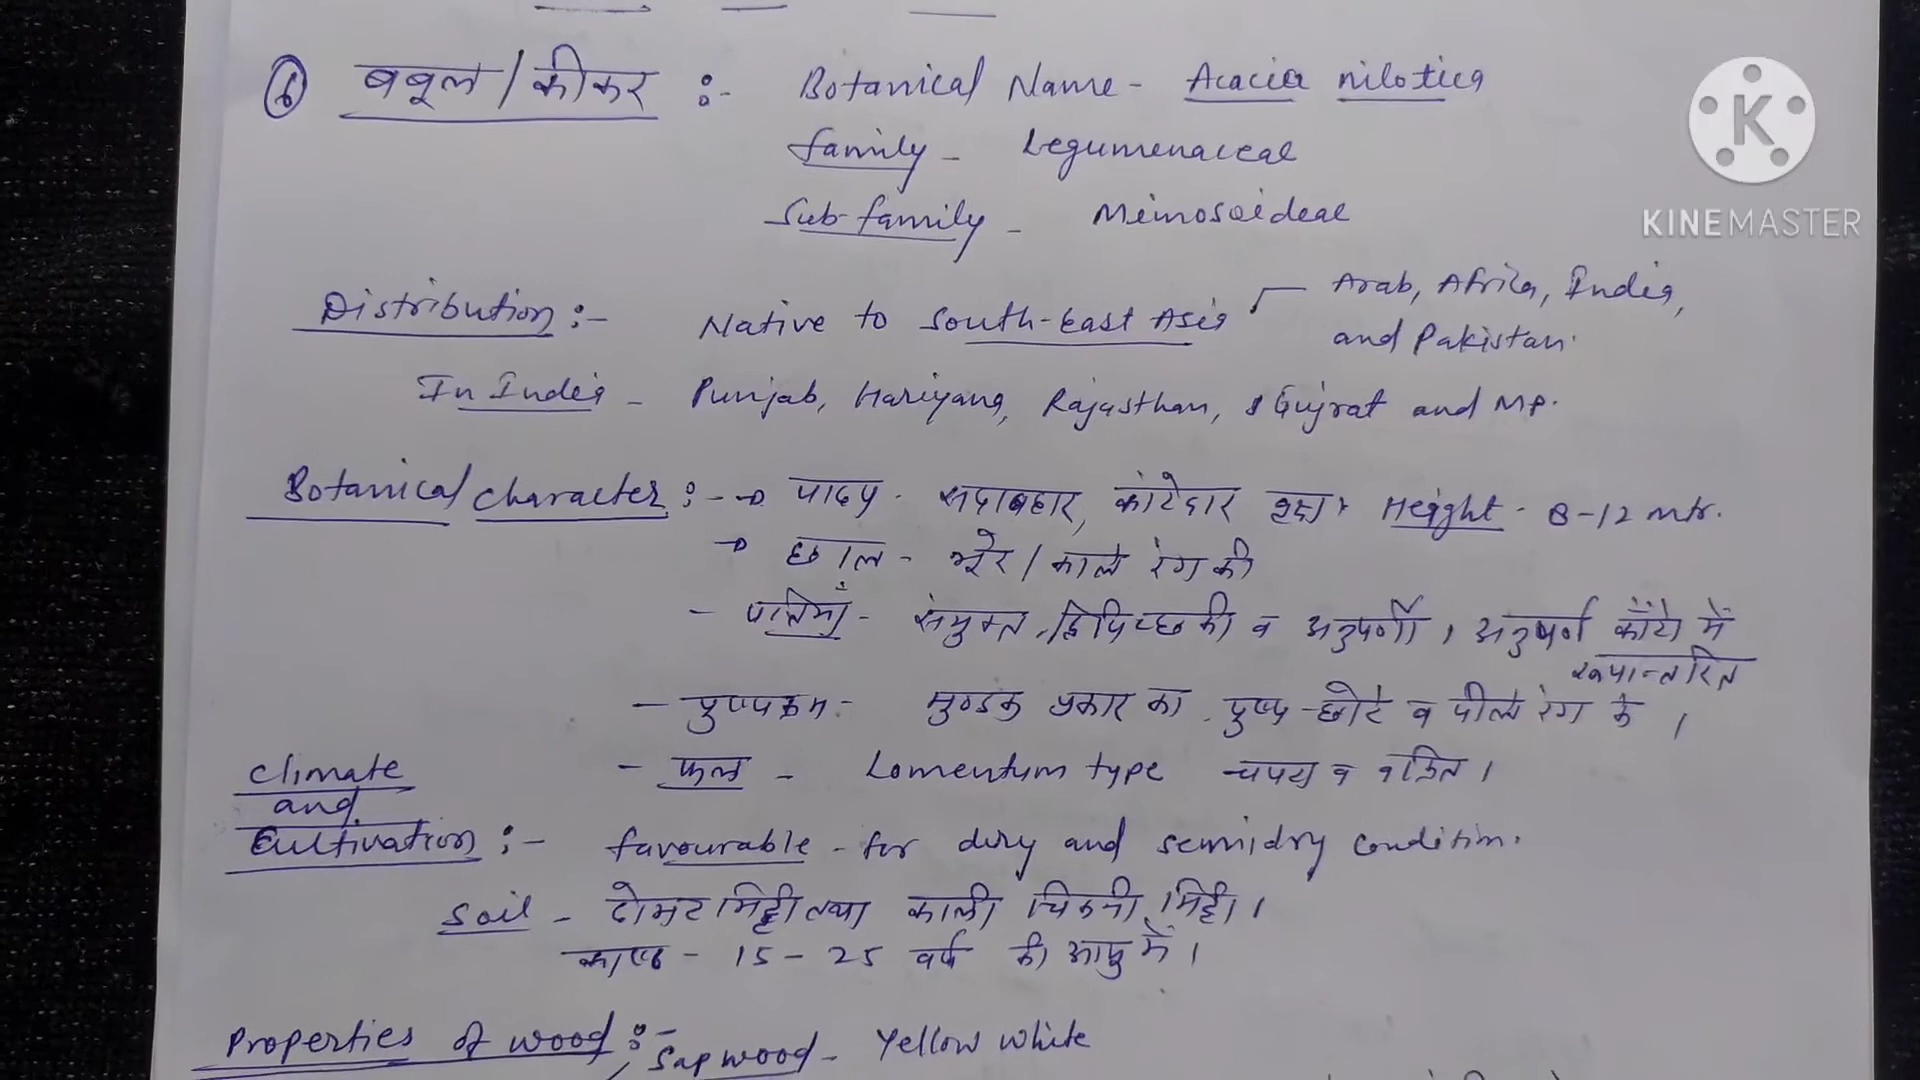 ⑥ बबूल / कीकर :- Botanical Name - Acacia nilotica
family - Legumenaceae
Sub-family - Meimosoideae
Distribution :- Native to South-East Asia Arab, Africa, India,
and Pakistan.
In India - Punjab, Hariyana, Rajasthan, Gujrat and MP.
Botanical character :- → पादप - सदाबहार, कांटेदार वृक्ष। Height - 8-12 mtr.
→ छाल - भूरे / काले रंग की
- पत्तियाँ - संयुक्त, द्विपिच्छकी व अनुपर्णी, अनुपर्ण काँटो में
रूपान्तरित
- पुष्पक्रम - मुण्डक प्रकार का, पुष्प - छोटे व पीले रंग के।
- फल - Lomentum type चपटा व वलित।
Climate
and
Cultivation :- favourable - for dry and semidry condition.
Soil - दोमट मिट्टी तथा काली चिकनी मिट्टी।
काष्ठ - 15 - 25 वर्ष की आयु में।
Properties of wood :- Sap wood - Yellow white
KINEMASTER